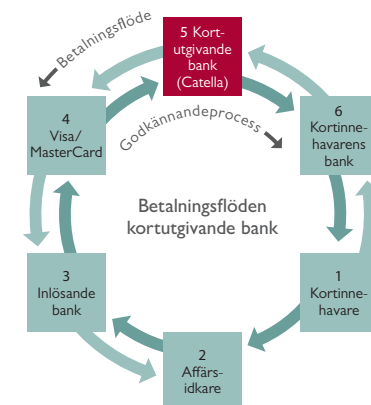 Betalningsflöde
5 Kort-
utgivande
bank
(Catella)
Godkännandeprocess
4
Visa/
MasterCard
6
Kortinne-
havarens
bank
Betalningsflöden
kortutgivande bank
3
Inlösande
bank
1
Kortinne-
havare
2
Affärs-
idkare